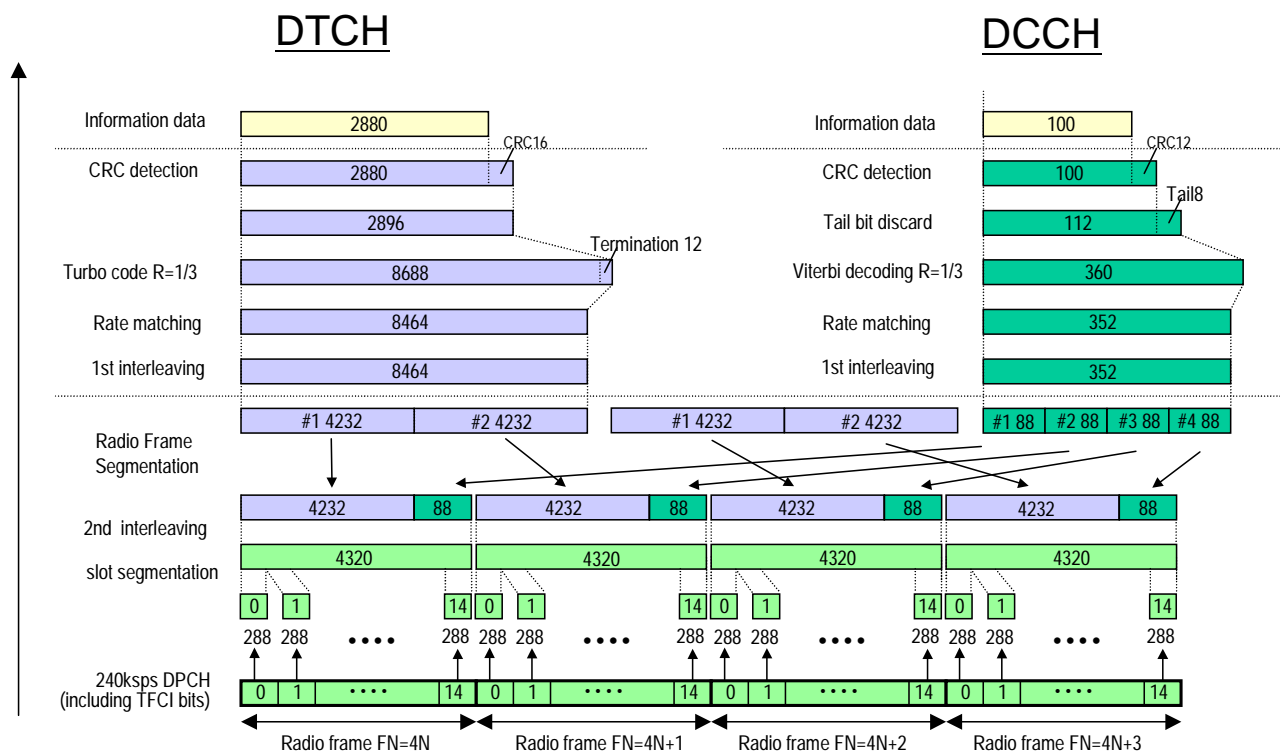 DTCH DCCH
Information data 2880 Information data 100
CRC16 CRC12
CRC detection 2880 CRC detection 100
Tail8
2896 Tail bit discard 112
Termination 12
Turbo code R=1/3 8688 Viterbi decoding R=1/3 360
Rate matching 8464 Rate matching 352
1st interleaving 8464 1st interleaving 352
#1 4232 #2 4232 #1 4232 #2 4232 #1 88 #2 88 #3 88 #4 88
Radio Frame
Segmentation
4232 88 4232 88 4232 88 4232 88
2nd interleaving
4320 4320 4320 4320
slot segmentation
0 1 14 0 1 14 0 1 14 0 1 14
288 288 •••• 288 288 288 •••• 288 288 288 •••• 288 288 288 •••• 288
240ksps DPCH
(including TFCI bits)
0 1 •••• 14 0 1 •••• 14 0 1 •••• 14 0 1 •••• 14
Radio frame FN=4N Radio frame FN=4N+1 Radio frame FN=4N+2 Radio frame FN=4N+3